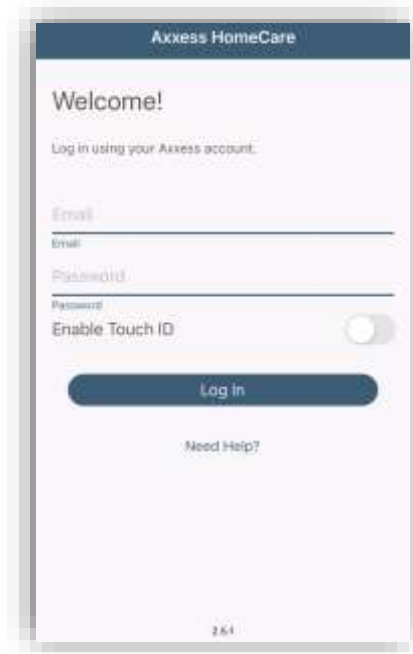 Axxess HomeCare
Welcome!
Log in using your Axxess account.
Email
Email
Password
Password
Enable Touch ID
Log In
Need Help?
2.6.1